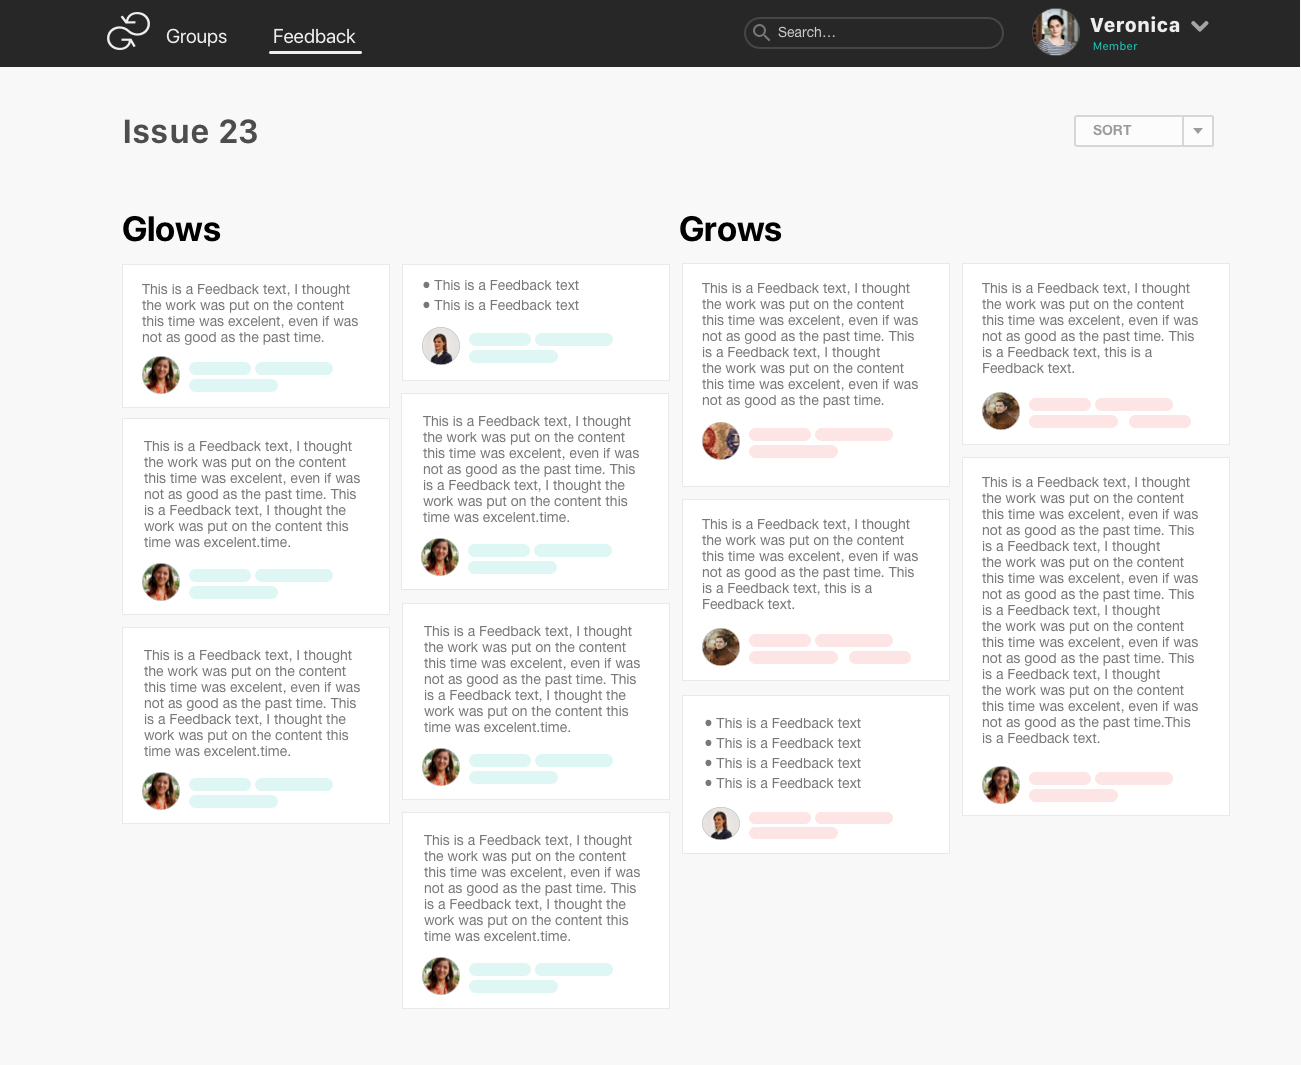 Groups
Feedback
Search...
Veronica
Member
Issue 23
SORT
Glows
This is a Feedback text, I thought
the work was put on the content
this time was excelent, even if was
not as good as the past time.
This is a Feedback text, I thought
the work was put on the content
this time was excelent, even if was
not as good as the past time. This
is a Feedback text, I thought the
work was put on the content this
time was excelent.time.
This is a Feedback text, I thought
the work was put on the content
this time was excelent, even if was
not as good as the past time. This
is a Feedback text, I thought the
work was put on the content this
time was excelent.time.
• This is a Feedback text
• This is a Feedback text
This is a Feedback text, I thought
the work was put on the content
this time was excelent, even if was
not as good as the past time. This
is a Feedback text, I thought the
work was put on the content this
time was excelent.time.
This is a Feedback text, I thought
the work was put on the content
this time was excelent, even if was
not as good as the past time. This
is a Feedback text, I thought the
work was put on the content this
time was excelent.time.
This is a Feedback text, I thought
the work was put on the content
this time was excelent, even if was
not as good as the past time. This
is a Feedback text, I thought the
work was put on the content this
time was excelent.time.
Grows
This is a Feedback text, I thought
the work was put on the content
this time was excelent, even if was
not as good as the past time. This
is a Feedback text, I thought
the work was put on the content
this time was excelent, even if was
not as good as the past time.
This is a Feedback text, I thought
the work was put on the content
this time was excelent, even if was
not as good as the past time. This
is a Feedback text, this is a
Feedback text.
• This is a Feedback text
• This is a Feedback text
• This is a Feedback text
• This is a Feedback text
This is a Feedback text, I thought
the work was put on the content
this time was excelent, even if was
not as good as the past time. This
is a Feedback text, this is a
Feedback text.
This is a Feedback text, I thought
the work was put on the content
this time was excelent, even if was
not as good as the past time. This
is a Feedback text, I thought
the work was put on the content
this time was excelent, even if was
not as good as the past time. This
is a Feedback text, I thought
the work was put on the content
this time was excelent, even if was
not as good as the past time. This
is a Feedback text, I thought
the work was put on the content
this time was excelent, even if was
not as good as the past time.This
is a Feedback text.